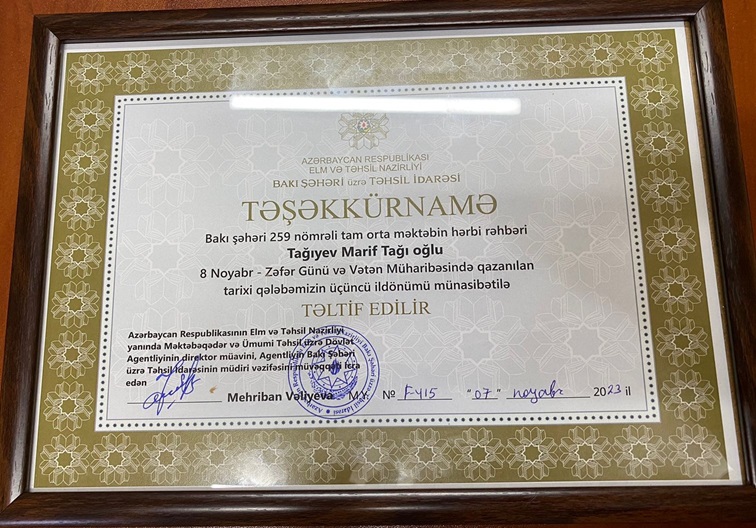 AZƏRBAYCAN RESPUBLİKASI
ELM VƏ TƏHSİL NAZİRLİYİ
BAKI ŞƏHƏRİ üzrə TƏHSİL İDARƏSİ
TƏŞƏKKÜRNAMƏ
Bakı şəhəri 259 nömrəli tam orta məktəbin hərbi rəhbəri
Tağıyev Marif Tağı oğlu
8 Noyabr - Zəfər Günü və Vətən Müharibəsində qazanılan
tarixi qələbəmizin üçüncü ildönümü münasibətilə
TƏLTİF EDİLİR
Azərbaycan Respublikasının Elm və Təhsil Nazirliyi
yanında Məktəbəqədər və Ümumi Təhsil üzrə Dövlət
Agentliyinin direktor müavini, Agentliyin Bakı Şəhəri
üzrə Təhsil İdarəsinin müdiri vəzifəsini müvəqqəti icra
edən
Mehriban Vəliyeva M.Y. № F-415 "07" noyabr 2023 il